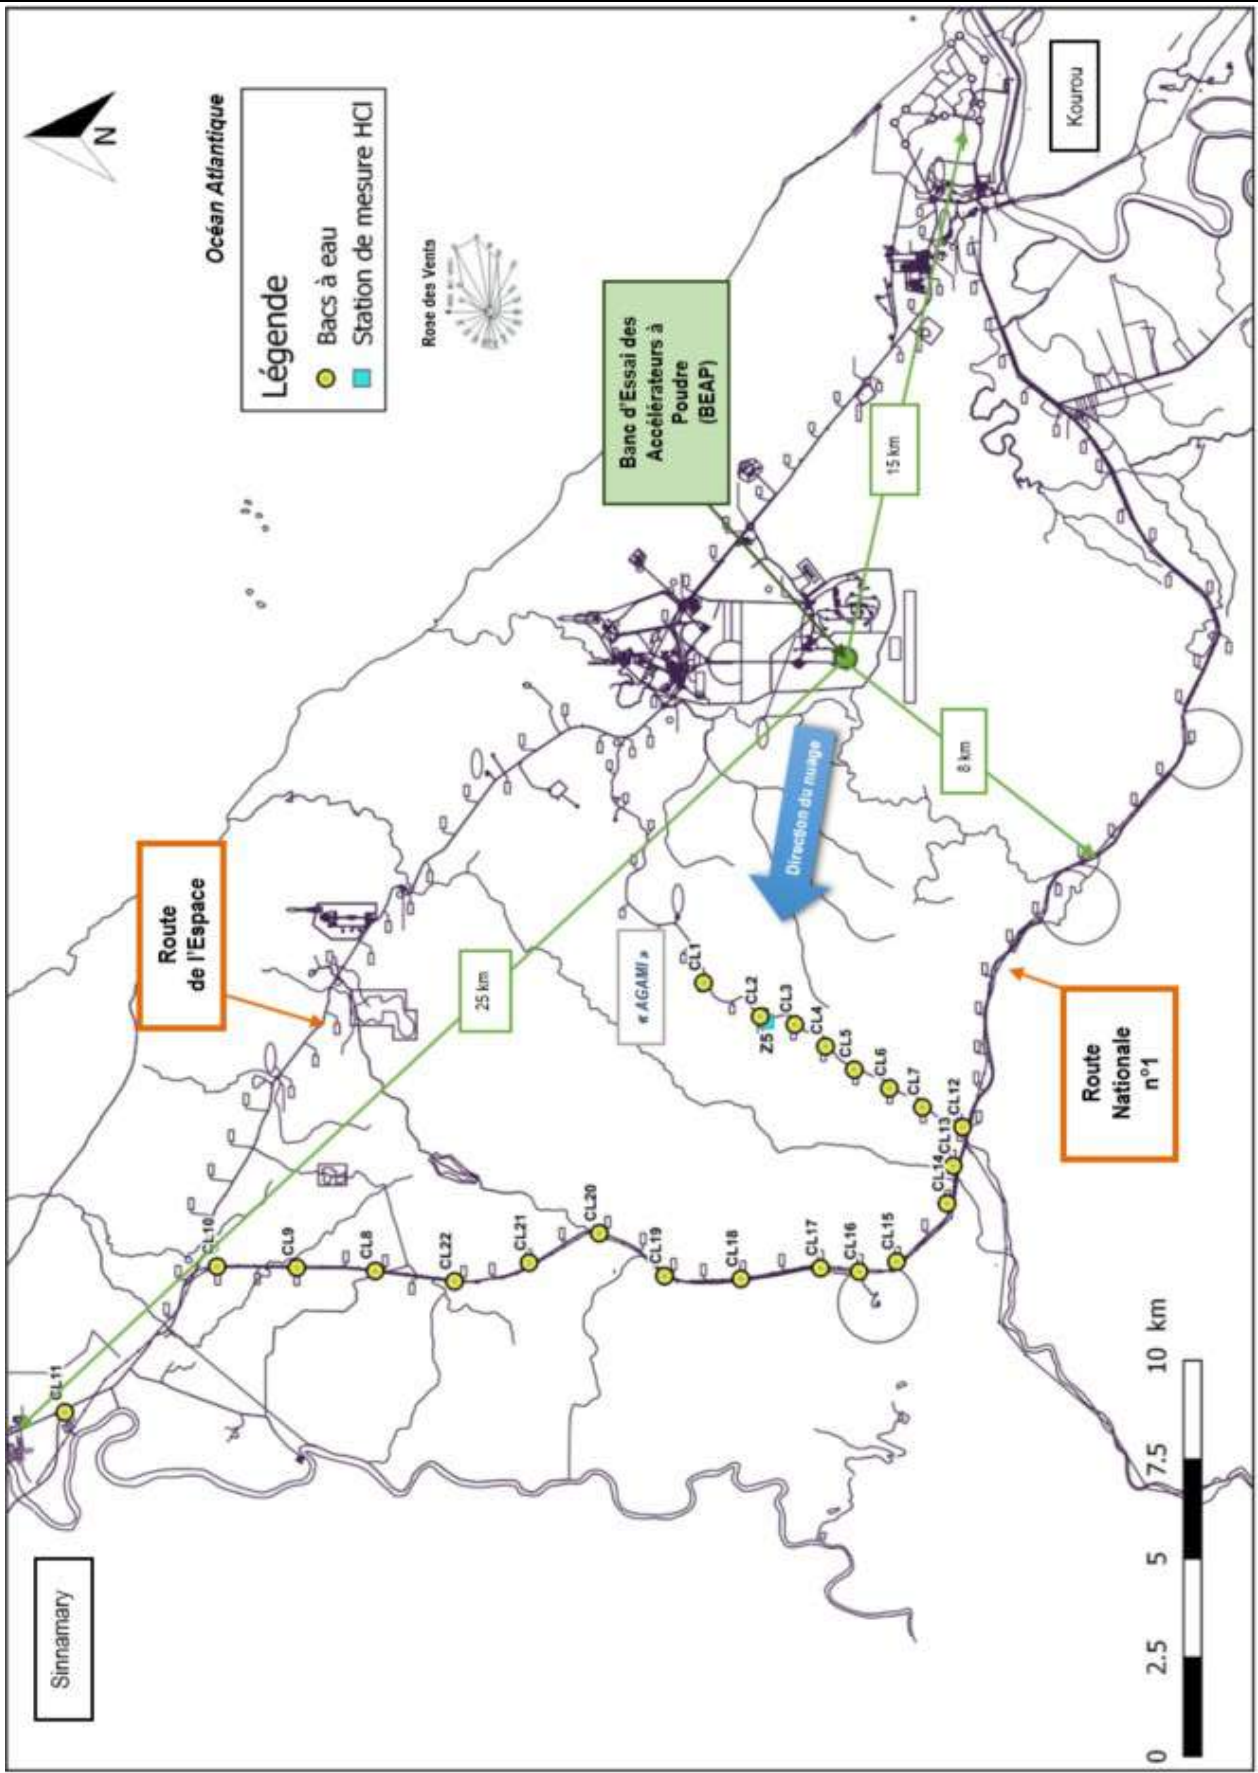 Sinnamary
Océan Atlantique
N
Légende
Bacs à eau
Station de mesure HCl
Rose des Vents
Route
de l'Espace
Banc d'Essai des
Accélérateurs à
Poudre
(BEAP)
25 km
15 km
8 km
Kourou
« AGAMI »
Direction du nuage
Route
Nationale
n°1
CL11
CL10
CL9
CL8
CL22
CL21
CL20
CL19
CL18
CL17
CL16
CL15
CL14
CL13
CL12
CL7
CL6
CL5
CL4
CL3
Z5
CL2
CL1
0 2.5 5 7.5 10 km